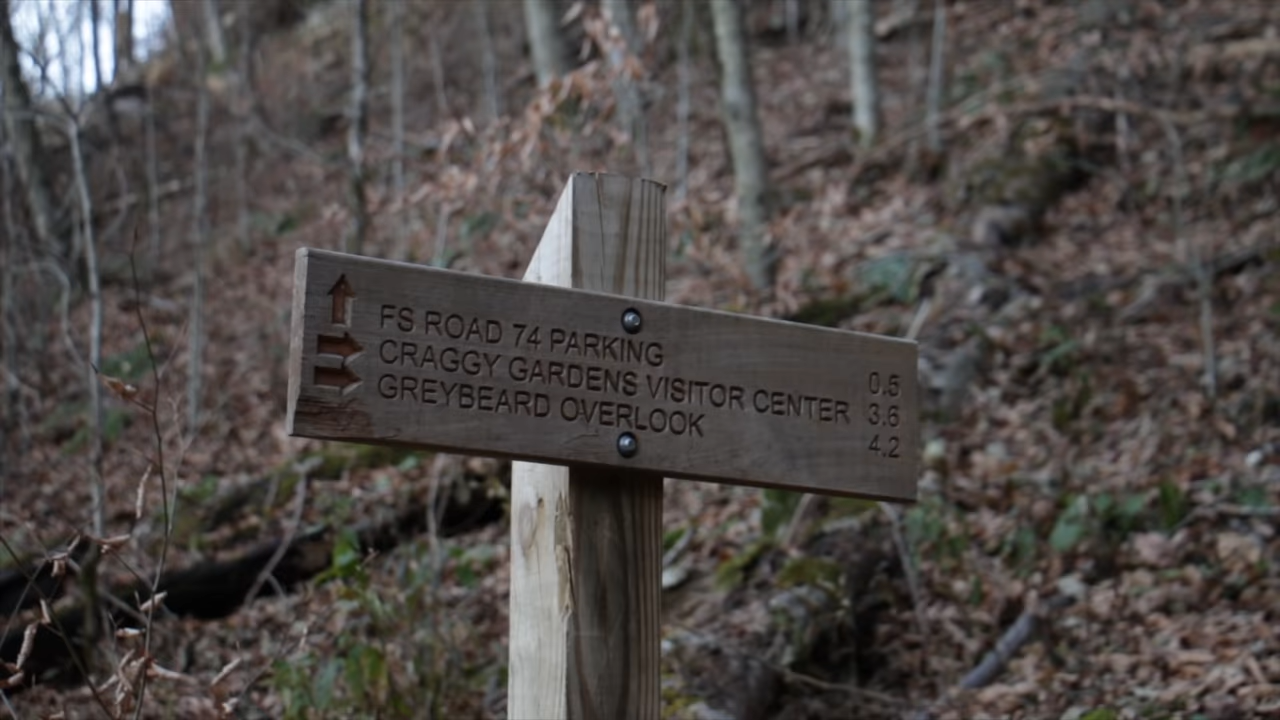 FS ROAD 74 PARKING 0.5
CRAGGY GARDENS VISITOR CENTER 3.6
GREYBEARD OVERLOOK 4.2